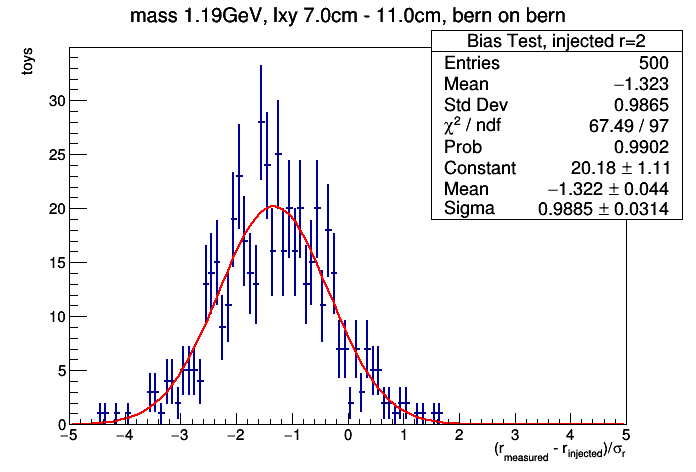 mass 1.19GeV, lxy 7.0cm - 11.0cm, bern on bern
Bias Test, injected r=2
Entries 500
Mean −1.323
Std Dev 0.9865
χ² / ndf 67.49 / 97
Prob 0.9902
Constant 20.18 ± 1.11
Mean −1.322 ± 0.044
Sigma 0.9885 ± 0.0314
toys
30
25
20
15
10
5
0
−5 −4 −3 −2 −1 0 1 2 3 4 5
(r_measured - r_injected)/σ_r